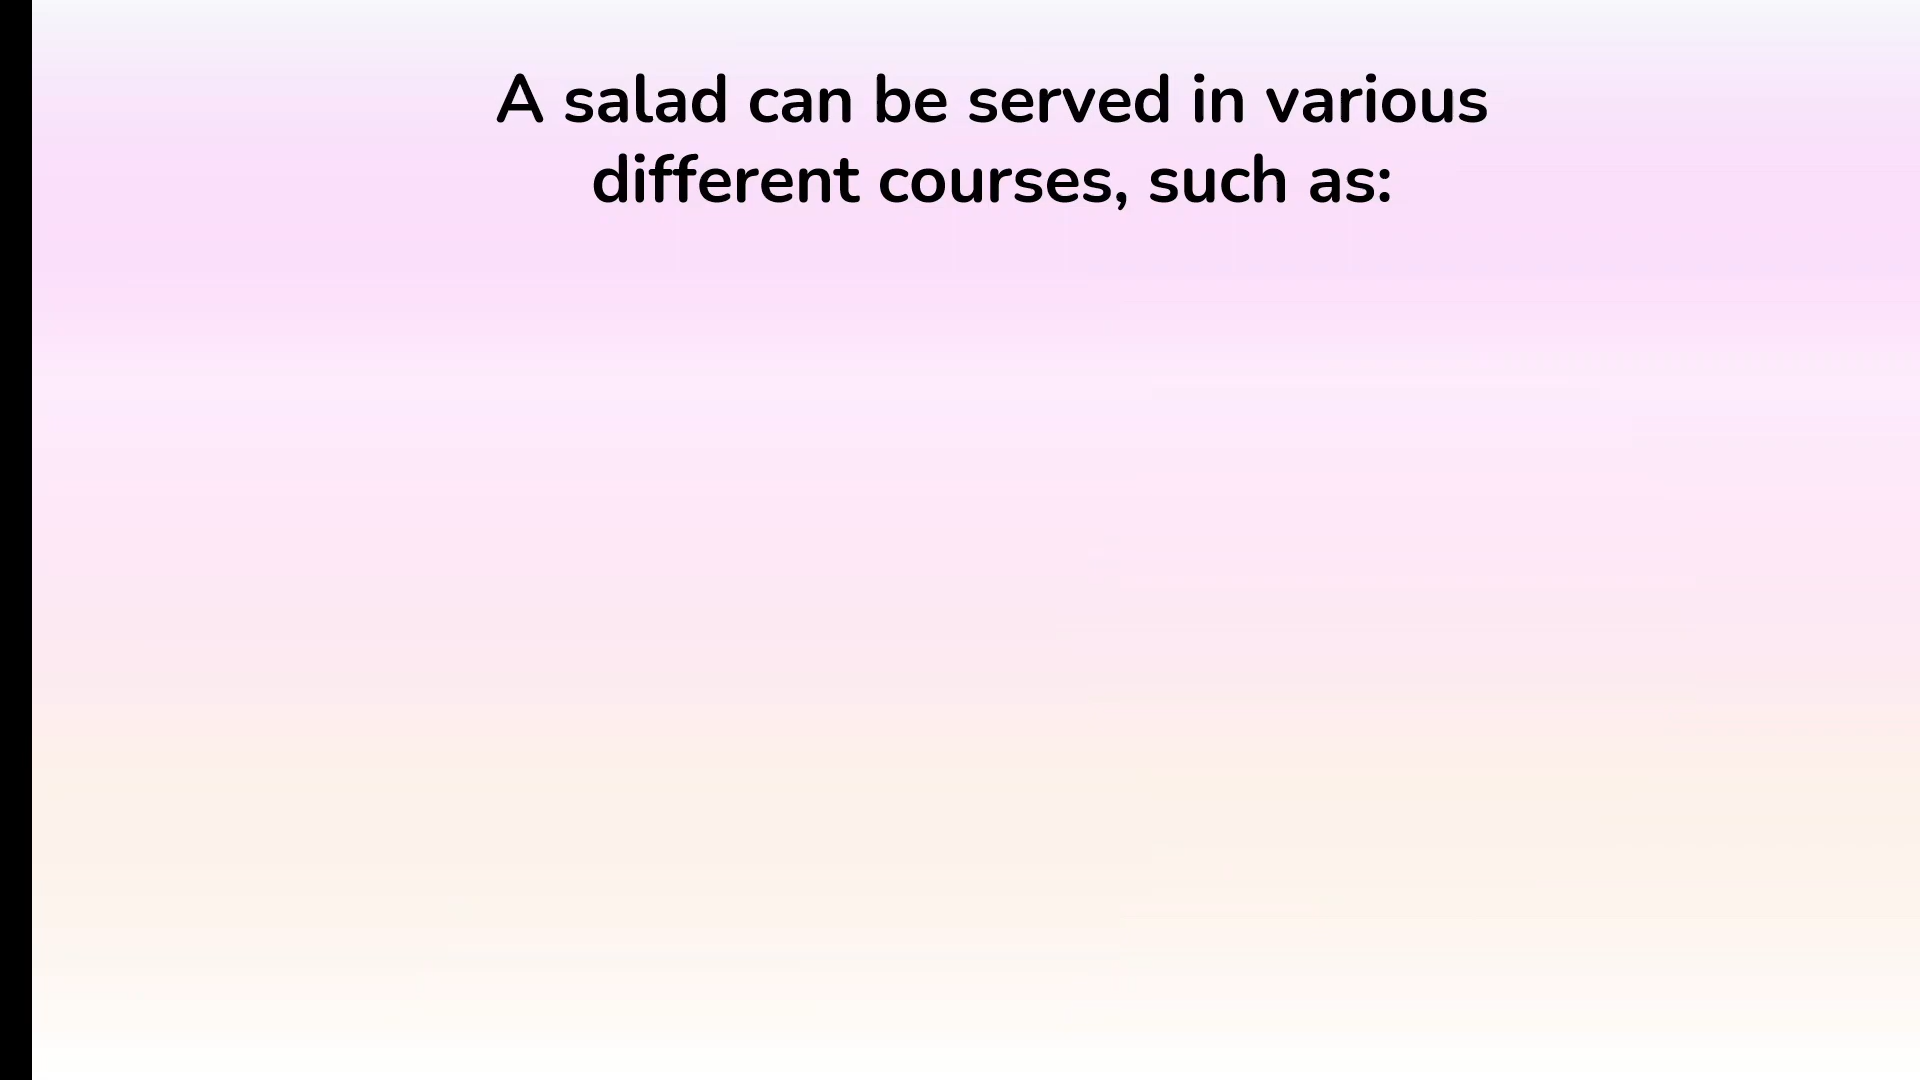 A salad can be served in various
different courses, such as: